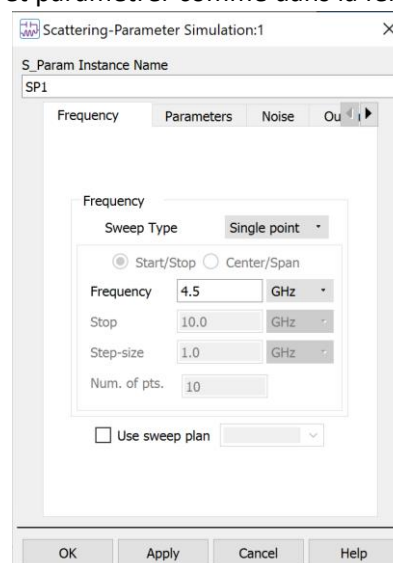 et paramétrer comme dans la
Scattering-Parameter Simulation:1
S_Param Instance Name
SP1
Frequency Parameters Noise
Frequency
Sweep Type Single point
Start/Stop Center/Span
Frequency 4.5 GHz
Stop 10.0 GHz
Step-size 1.0 GHz
Num. of pts. 10
Use sweep plan
OK Apply Cancel Help